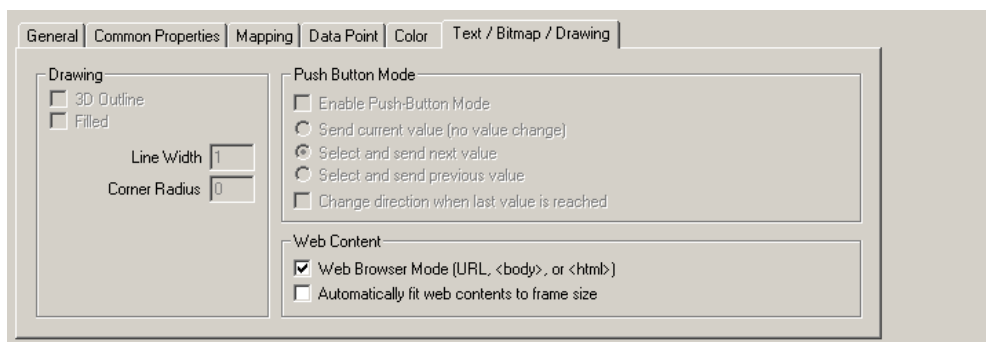 General Common Properties Mapping Data Point Color Text / Bitmap / Drawing
Drawing
3D Outline
Filled
Line Width 1
Corner Radius 0
Push Button Mode
Enable Push-Button Mode
Send current value (no value change)
Select and send next value
Select and send previous value
Change direction when last value is reached
Web Content
Web Browser Mode (URL, <body>, or <html>)
Automatically fit web contents to frame size